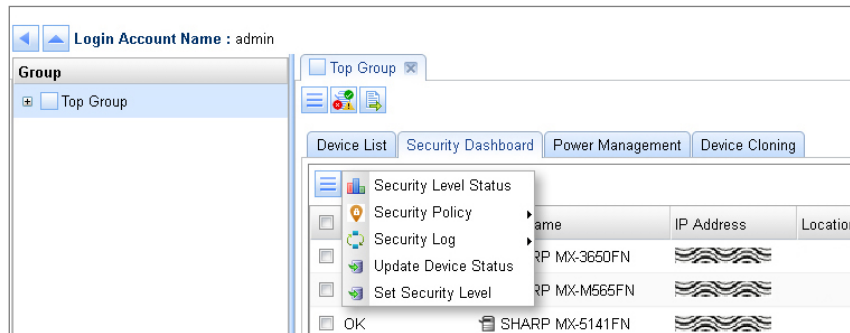 Login Account Name : admin
Group
Top Group
Top Group
Device List Security Dashboard Power Management Device Cloning
Security Level Status
Security Policy
Security Log
Update Device Status
Set Security Level
ame IP Address Locatio
RP MX-3650FN
RP MX-M565FN
OK SHARP MX-5141FN